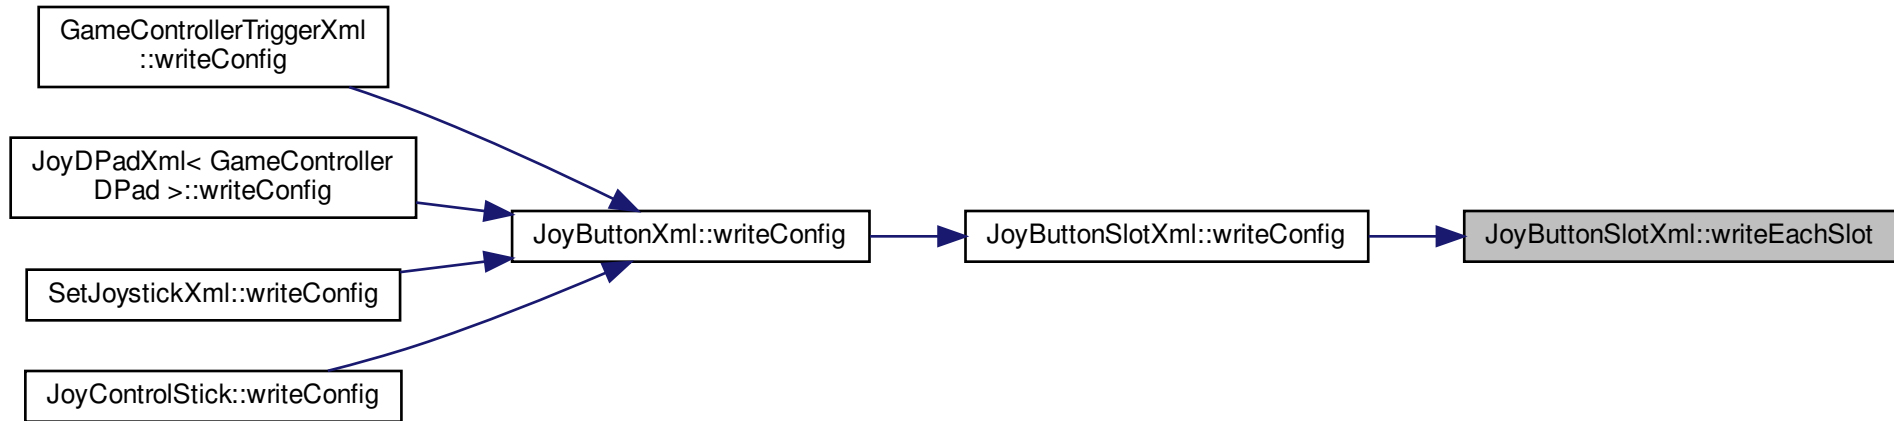 GameControllerTriggerXml
::writeConfig
JoyDPadXml< GameController
DPad >::writeConfig
SetJoystickXml::writeConfig
JoyControlStick::writeConfig
JoyButtonXml::writeConfig
JoyButtonSlotXml::writeConfig
JoyButtonSlotXml::writeEachSlot